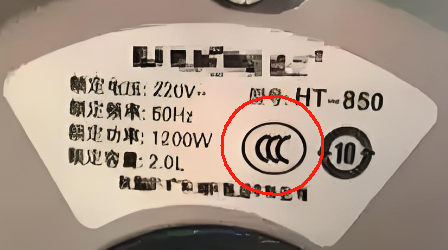 额定电压: 220V~
型号: HT-850
额定频率: 50Hz
额定功率: 1200W
额定容量: 2.0L
CCC
10